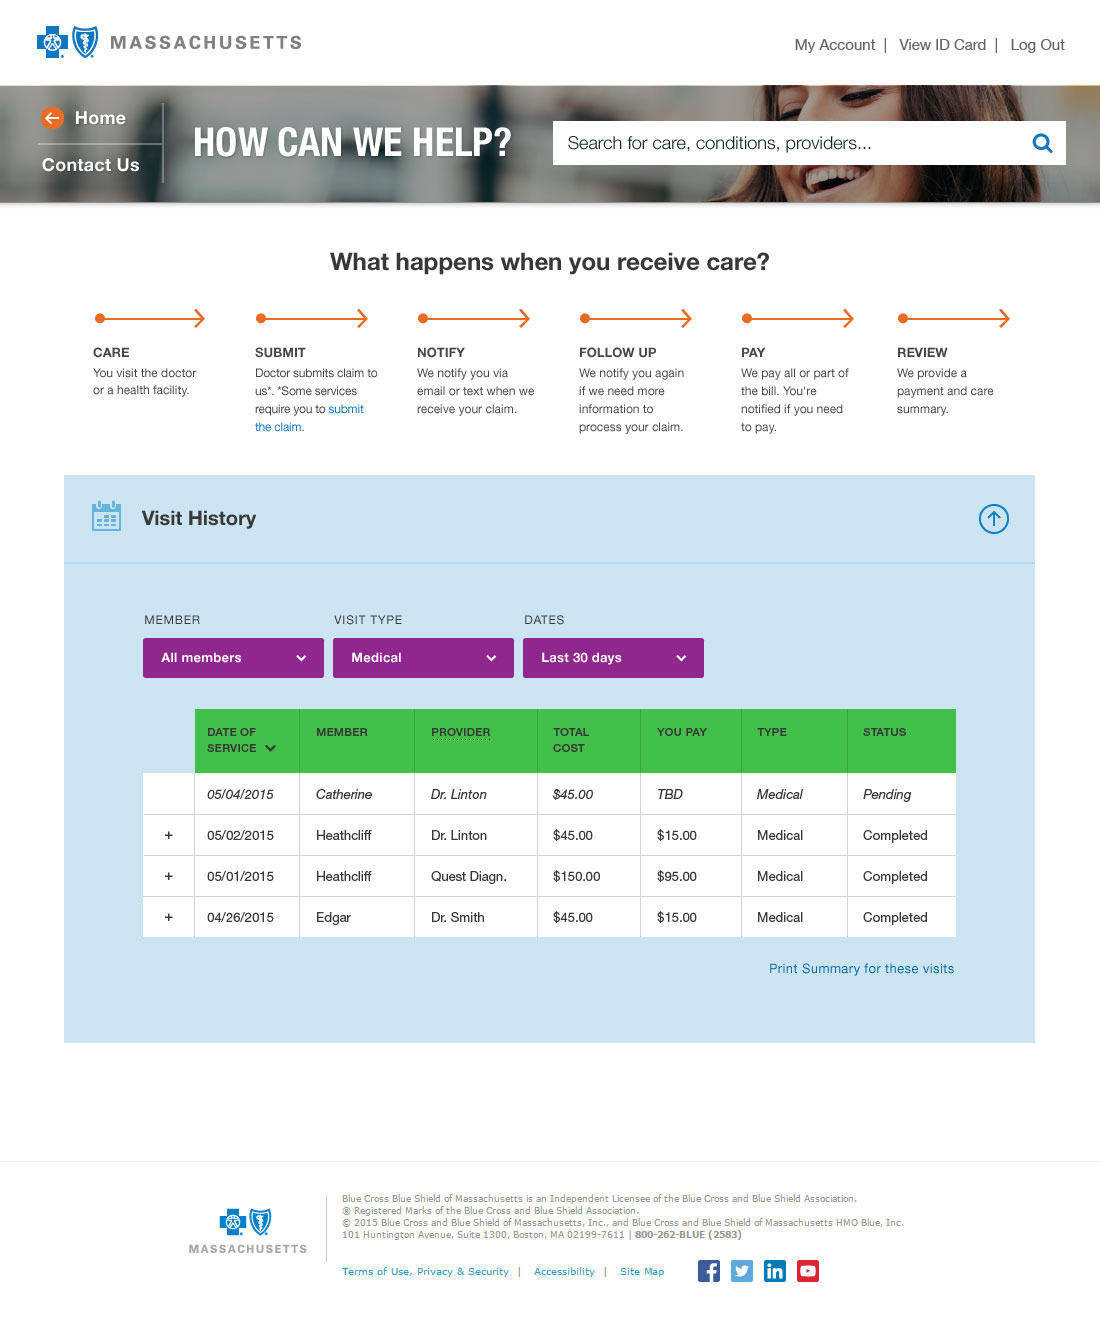 MASSACHUSETTS
My Account | View ID Card | Log Out
Home
Contact Us
HOW CAN WE HELP?
Search for care, conditions, providers...
What happens when you receive care?
CARE
You visit the doctor
or a health facility.
SUBMIT
Doctor submits claim to
us*. *Some services
require you to submit
the claim.
NOTIFY
We notify you via
email or text when we
receive your claim.
FOLLOW UP
We notify you again
if we need more
information to
process your claim.
PAY
We pay all or part of
the bill. You're
notified if you need
to pay.
REVIEW
We provide a
payment and care
summary.
Visit History
MEMBER VISIT TYPE DATES
All members Medical Last 30 days
DATE OF SERVICE MEMBER PROVIDER TOTAL COST YOU PAY TYPE STATUS
05/04/2015 Catherine Dr. Linton $45.00 TBD Medical Pending
+ 05/02/2015 Heathcliff Dr. Linton $45.00 $15.00 Medical Completed
+ 05/01/2015 Heathcliff Quest Diagn. $150.00 $95.00 Medical Completed
+ 04/26/2015 Edgar Dr. Smith $45.00 $15.00 Medical Completed
Print Summary for these visits
MASSACHUSETTS
Blue Cross Blue Shield of Massachusetts is an Independent Licensee of the Blue Cross and Blue Shield Association.
® Registered Marks of the Blue Cross and Blue Shield Association.
© 2015 Blue Cross and Blue Shield of Massachusetts, Inc., and Blue Cross and Blue Shield of Massachusetts HMO Blue, Inc.
101 Huntington Avenue, Suite 1300, Boston, MA 02199-7611 | 800-262-BLUE (2583)
Terms of Use, Privacy & Security | Accessibility | Site Map